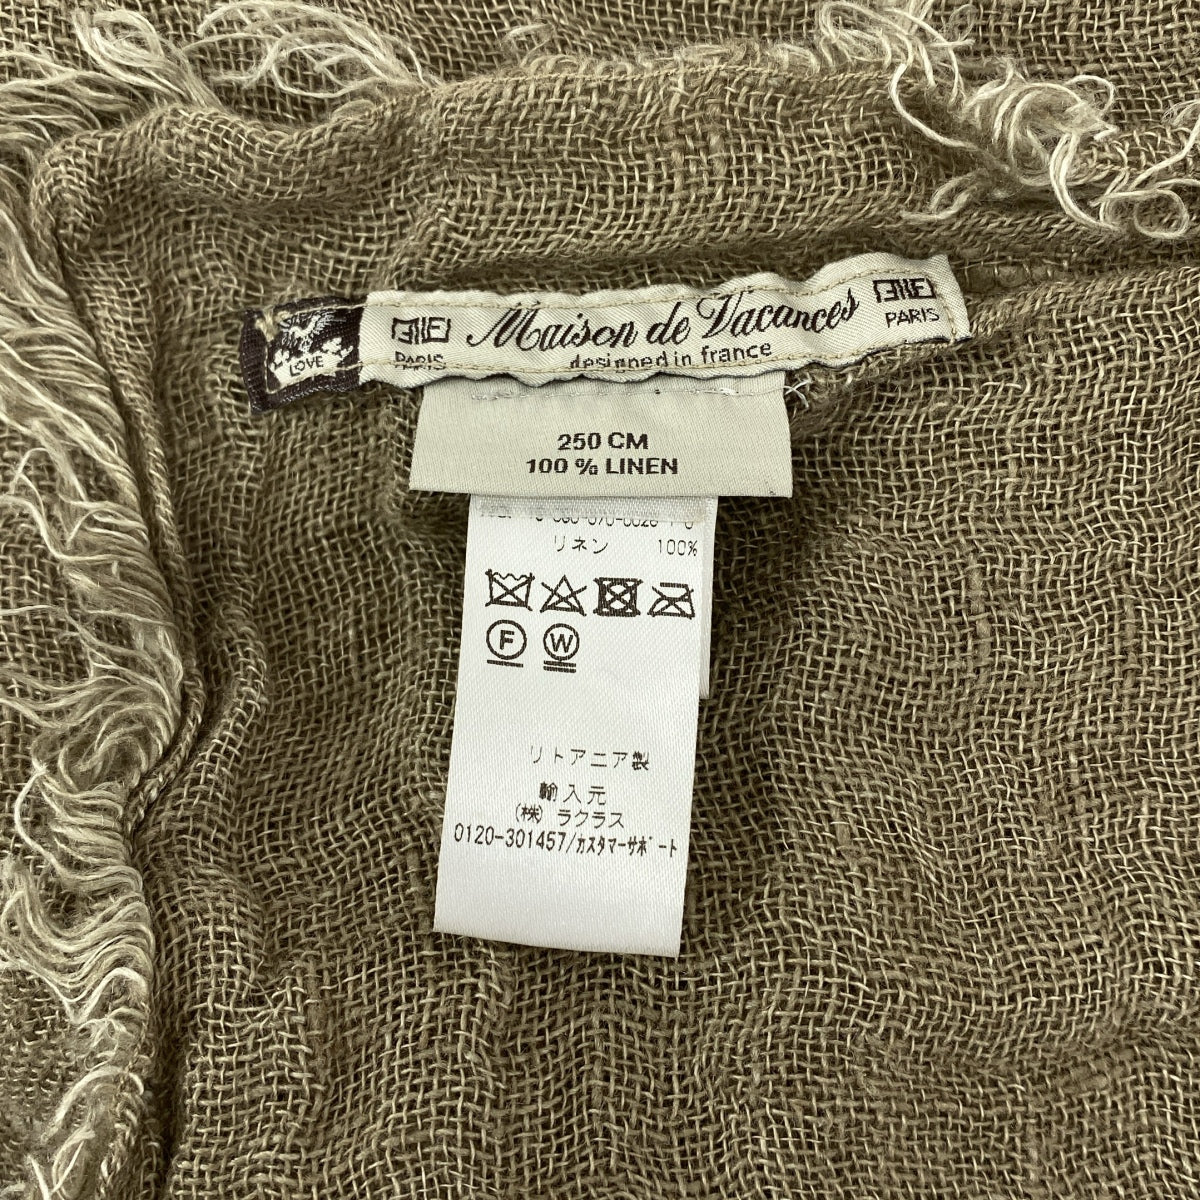 LOVE
Maison de Vacances
PARIS
PARIS
designed in france
250 CM
100 % LINEN
リネン 100%
F W
リトアニア製
輸入元
(株) ラクラス
0120-301457/カスタマーサポート